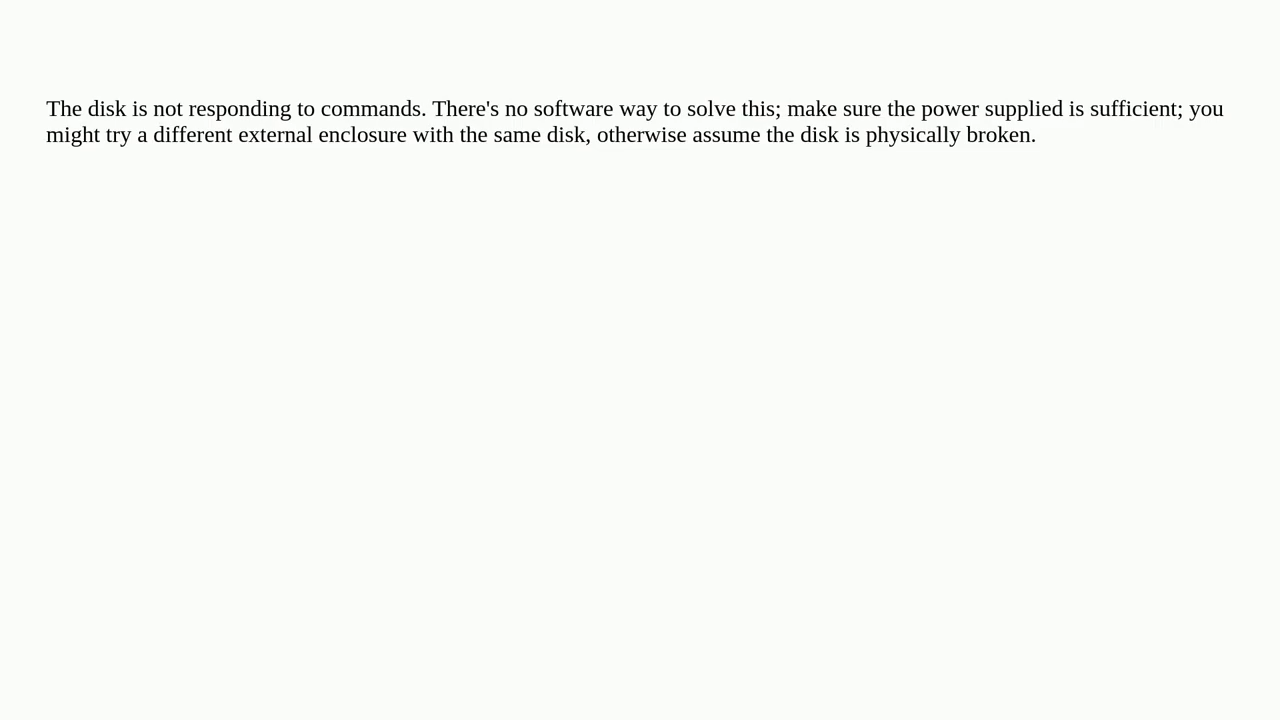 The disk is not responding to commands. There's no software way to solve this; make sure the power supplied is sufficient; you
might try a different external enclosure with the same disk, otherwise assume the disk is physically broken.